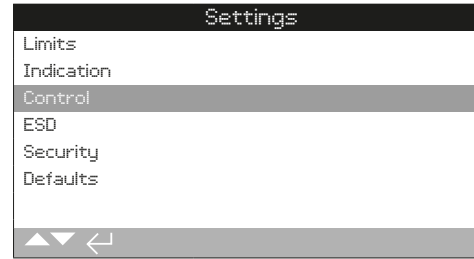 Settings
Limits
Indication
Control
ESD
Security
Defaults